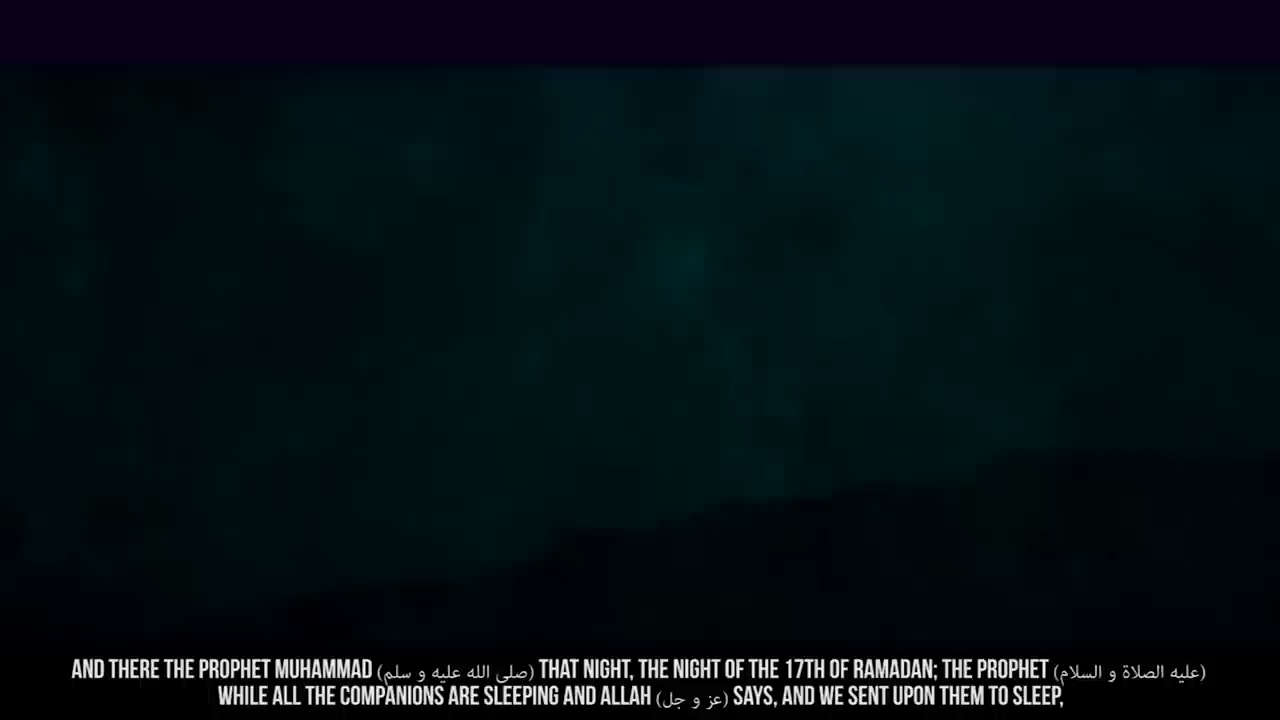 AND THERE THE PROPHET MUHAMMAD (صلى الله عليه و سلم) THAT NIGHT, THE NIGHT OF THE 17TH OF RAMADAN; THE PROPHET (عليه الصلاة و السلام)
WHILE ALL THE COMPANIONS ARE SLEEPING AND ALLAH (عز و جل) SAYS, AND WE SENT UPON THEM TO SLEEP,